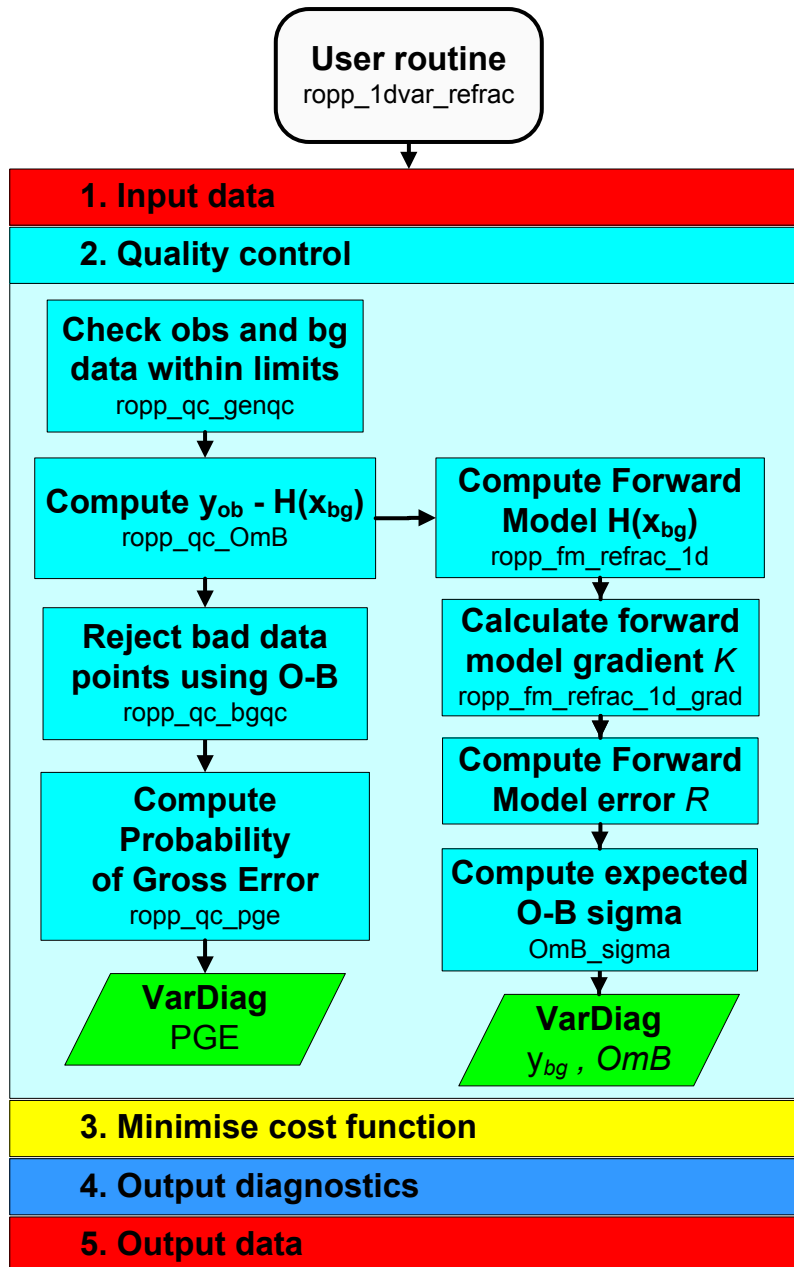 User routine
ropp_1dvar_refrac
1. Input data
2. Quality control
Check obs and bg
data within limits
ropp_qc_genqc
Compute y_ob - H(x_bg)
ropp_qc_OmB
Reject bad data
points using O-B
ropp_qc_bgqc
Compute
Probability
of Gross Error
ropp_qc_pge
VarDiag
PGE
Compute Forward
Model H(x_bg)
ropp_fm_refrac_1d
Calculate forward
model gradient K
ropp_fm_refrac_1d_grad
Compute Forward
Model error R
Compute expected
O-B sigma
OmB_sigma
VarDiag
y_bg , OmB
3. Minimise cost function
4. Output diagnostics
5. Output data